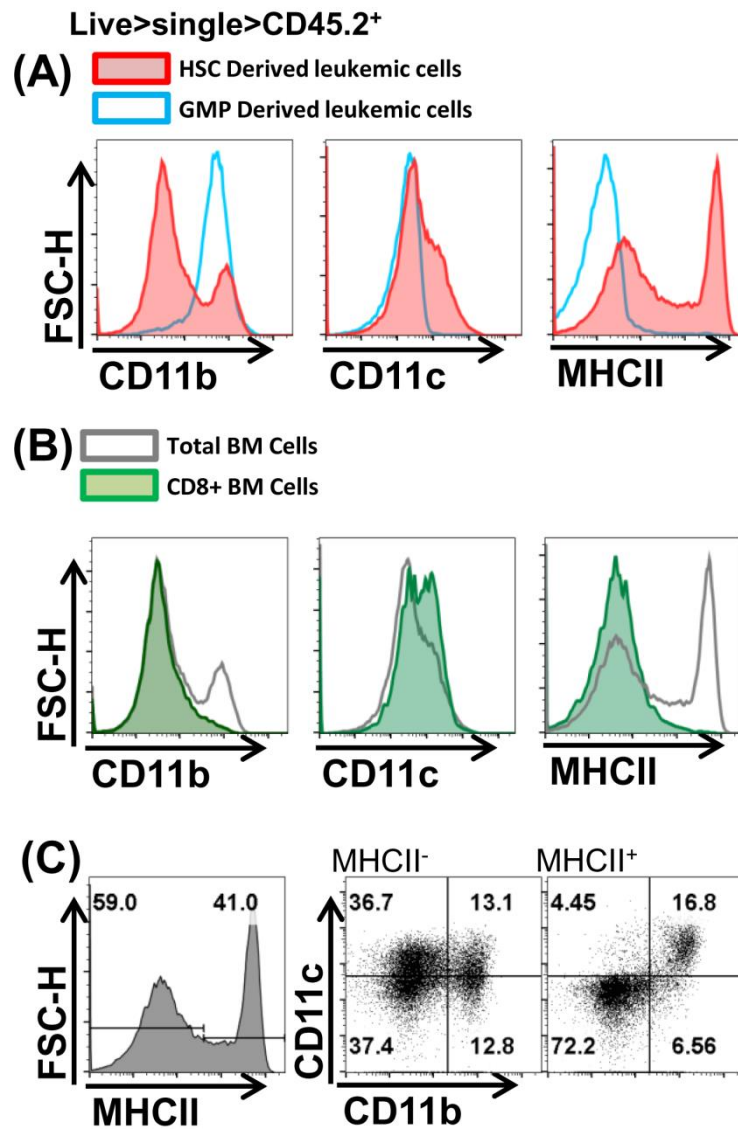 Live>single>CD45.2⁺
(A)
HSC Derived leukemic cells
GMP Derived leukemic cells
FSC-H
CD11b
CD11c
MHCII
(B)
Total BM Cells
CD8+ BM Cells
FSC-H
CD11b
CD11c
MHCII
(C)
MHCII⁻
MHCII⁺
59.0
41.0
36.7
13.1
4.45
16.8
FSC-H
CD11c
37.4
12.8
72.2
6.56
MHCII
CD11b